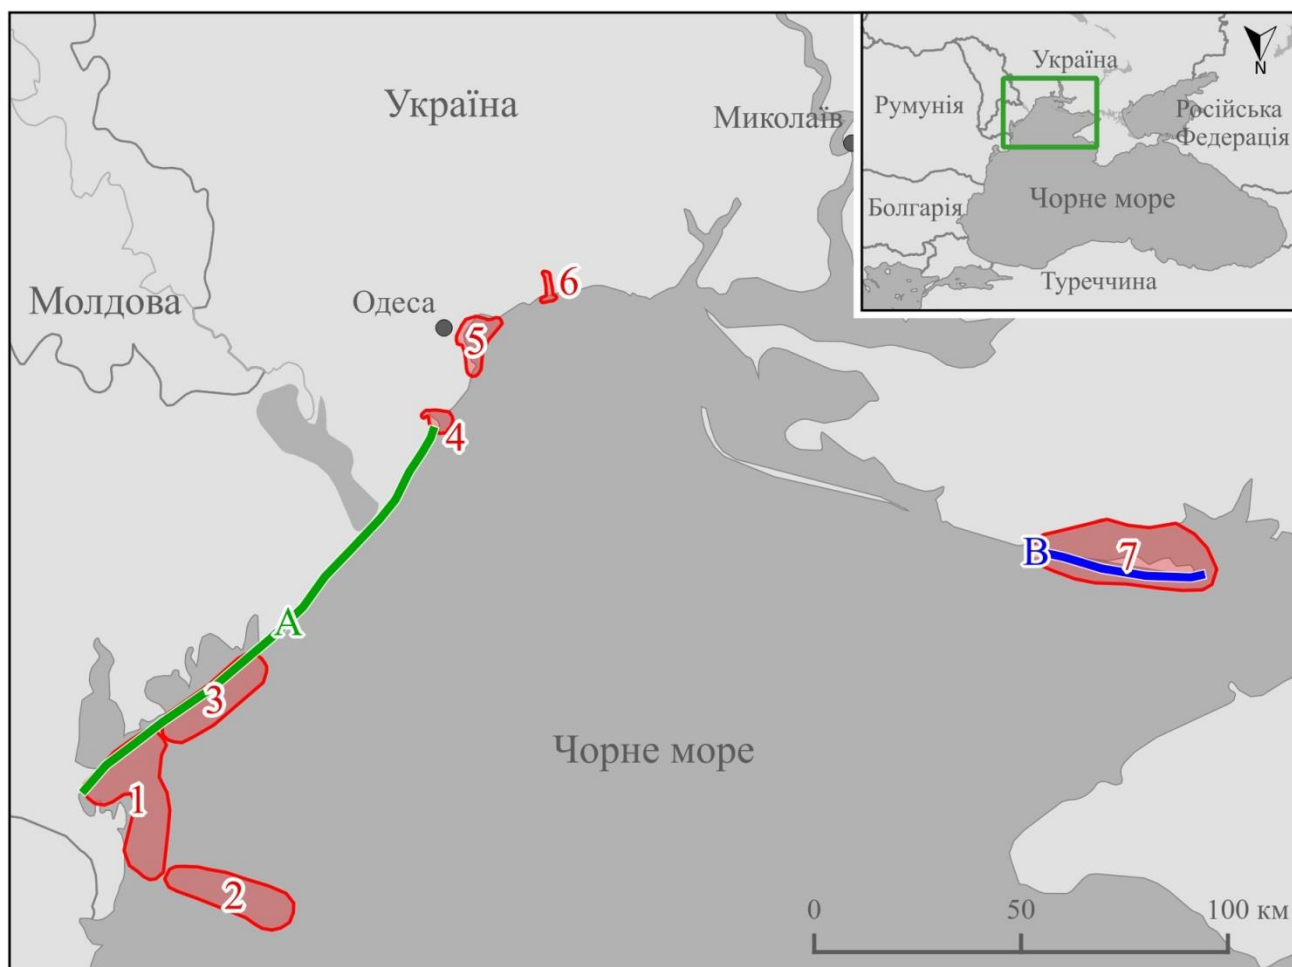 Україна
Миколаїв
Одеса
Молдова
6
5
4
A
3
1
2
B
7
Чорне море
0
50
100 км
Україна
N
Румунія
Російська
Федерація
Болгарія
Чорне море
Туреччина